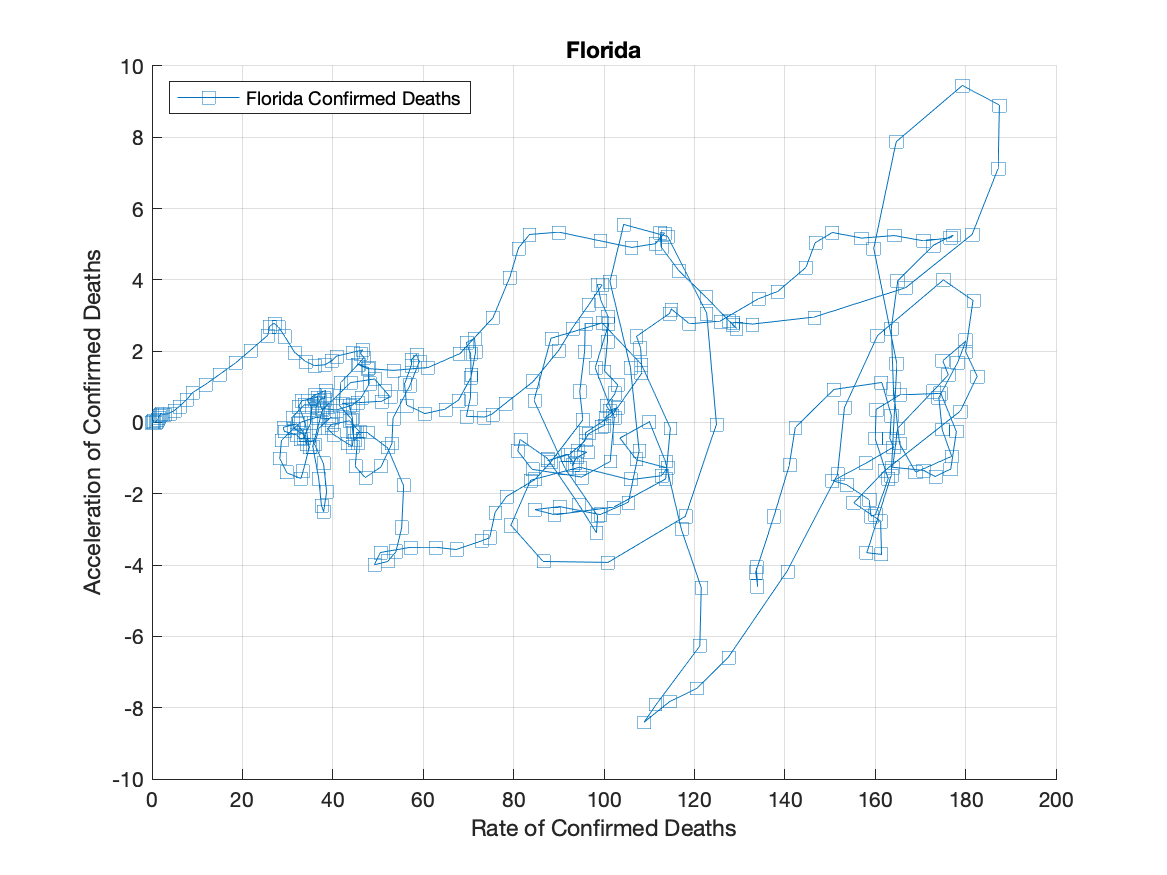 Florida
Florida Confirmed Deaths
10
8
6
4
2
0
-2
-4
-6
-8
-10
Acceleration of Confirmed Deaths
0 20 40 60 80 100 120 140 160 180 200
Rate of Confirmed Deaths